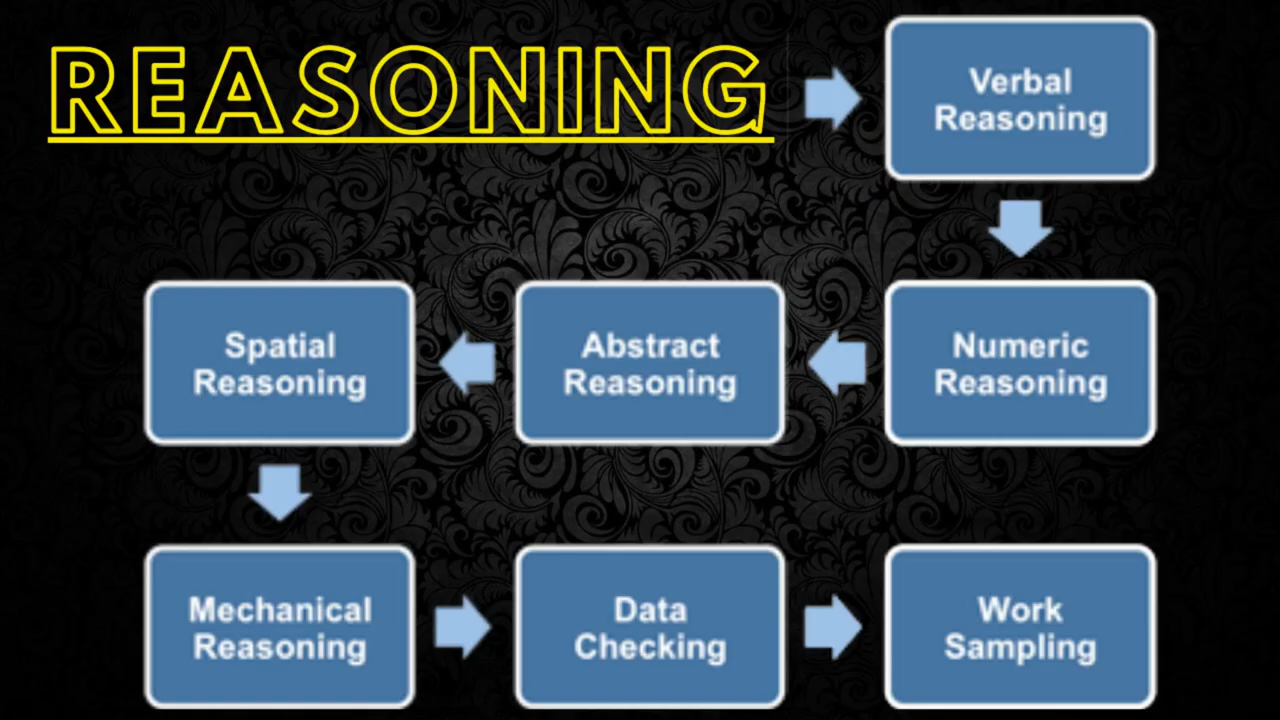 REASONING
Verbal
Reasoning
Numeric
Reasoning
Abstract
Reasoning
Spatial
Reasoning
Mechanical
Reasoning
Data
Checking
Work
Sampling